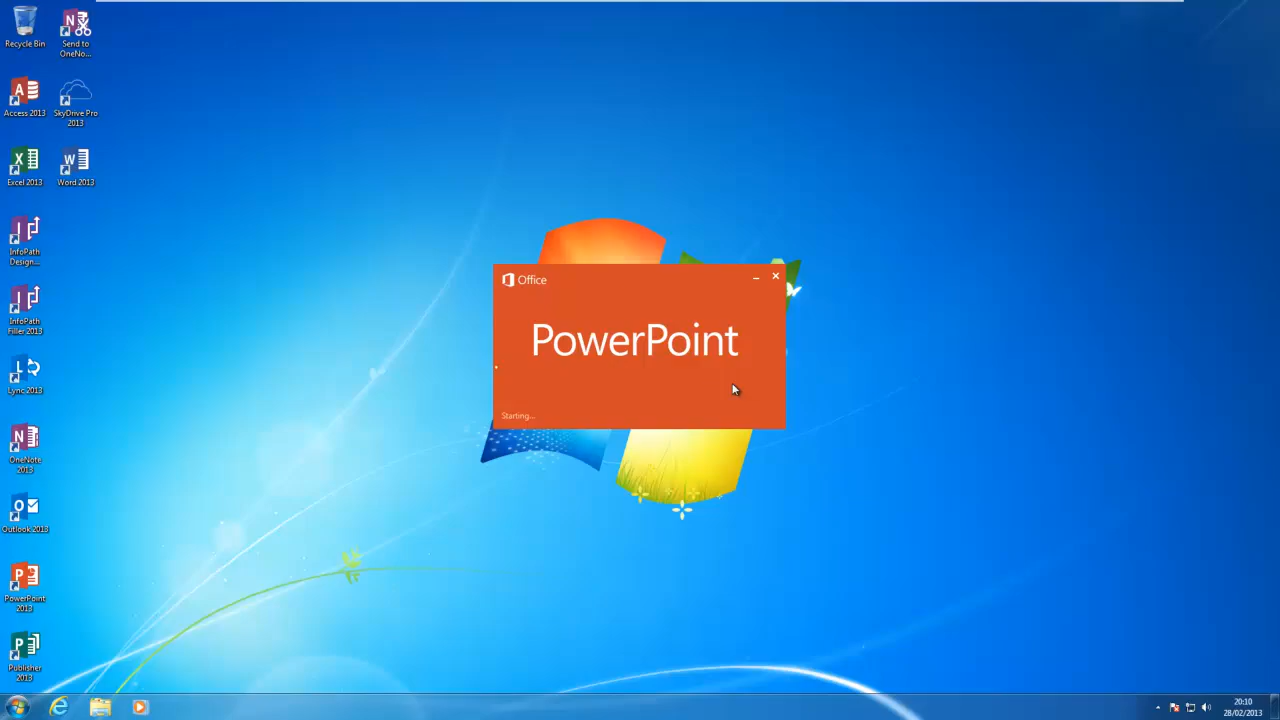 Recycle Bin
Send to
OneNo...
Access 2013
SkyDrive Pro
2013
Excel 2013
Word 2013
InfoPath
Design...
InfoPath
Filler 2013
Lync 2013
OneNote
2013
Outlook 2013
PowerPoint
2013
Publisher
2013
Office
PowerPoint
Starting...
20:10
28/02/2013